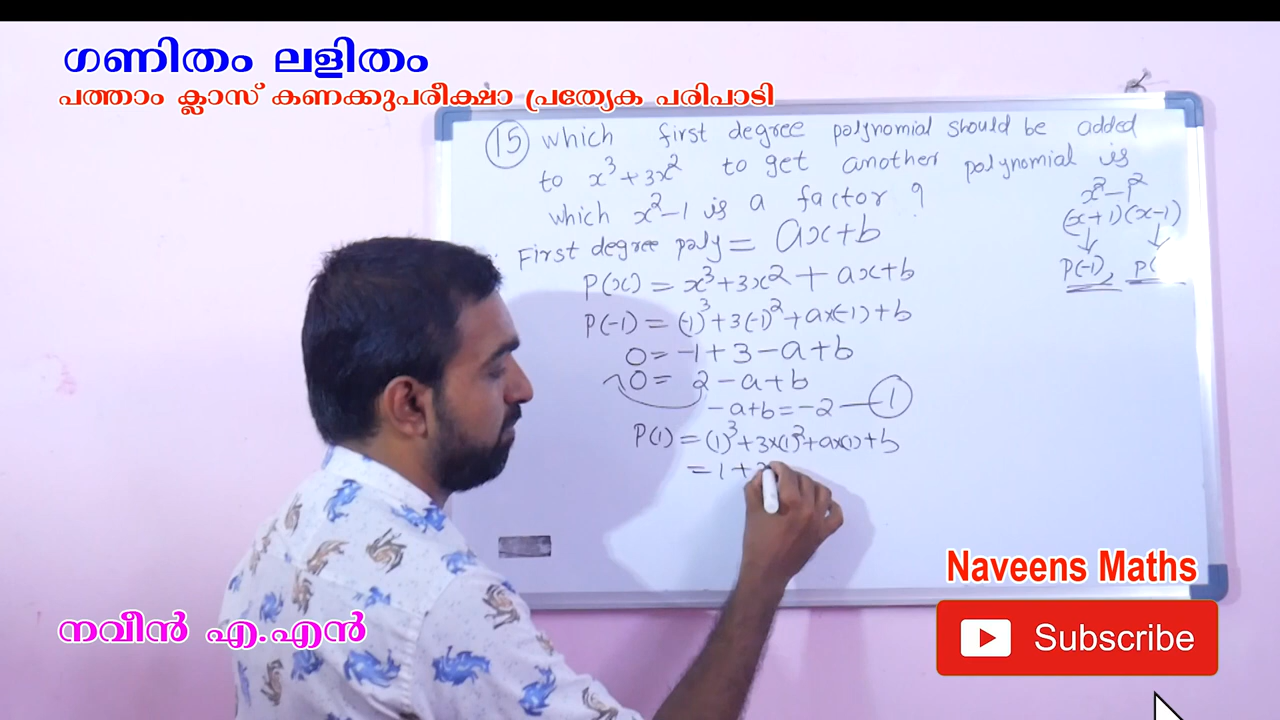 ഗണിതം ലളിതം
പത്താം ക്ലാസ് കണക്കുപരീക്ഷാ പ്രത്യേക പരിപാടി
15 which first degree polynomial should be added
to x³+3x² to get another polynomial is
which x²-1 is a factor ?
x²-1²
(x+1)(x-1)
P(-1), P(
First degree poly = ax+b
P(x) = x³+3x²+ax+b
P(-1) = (-1)³+3(-1)²+a×(-1)+b
0 = -1+3-a+b
0 = 2-a+b
-a+b=-2 — 1
P(1) = (1)³+3×(1)²+a×(1)+b
= 1+3
Naveens Maths
നവീൻ എ.എൻ
Subscribe